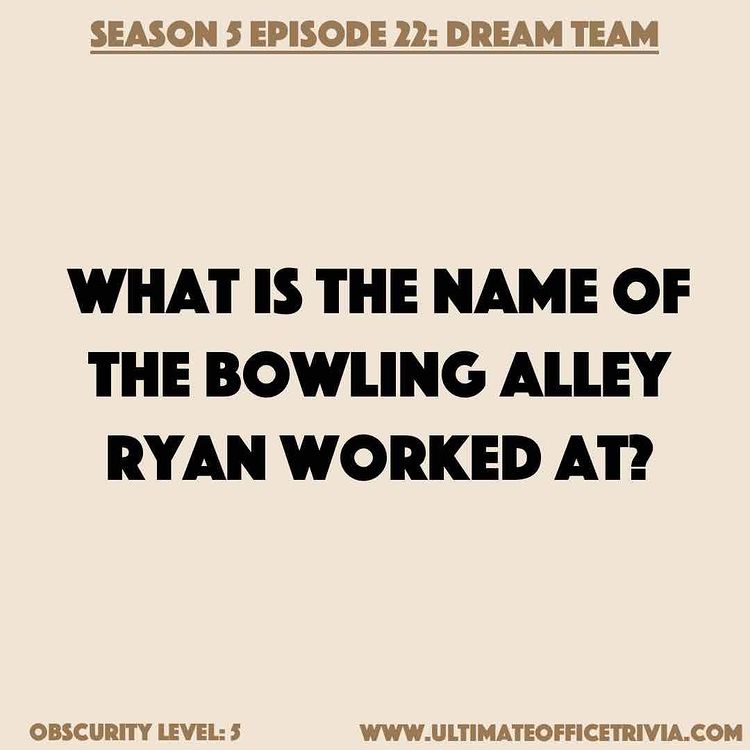 SEASON 5 EPISODE 22: DREAM TEAM
WHAT IS THE NAME OF
THE BOWLING ALLEY
RYAN WORKED AT?
OBSCURITY LEVEL: 5
WWW.ULTIMATEOFFICETRIVIA.COM